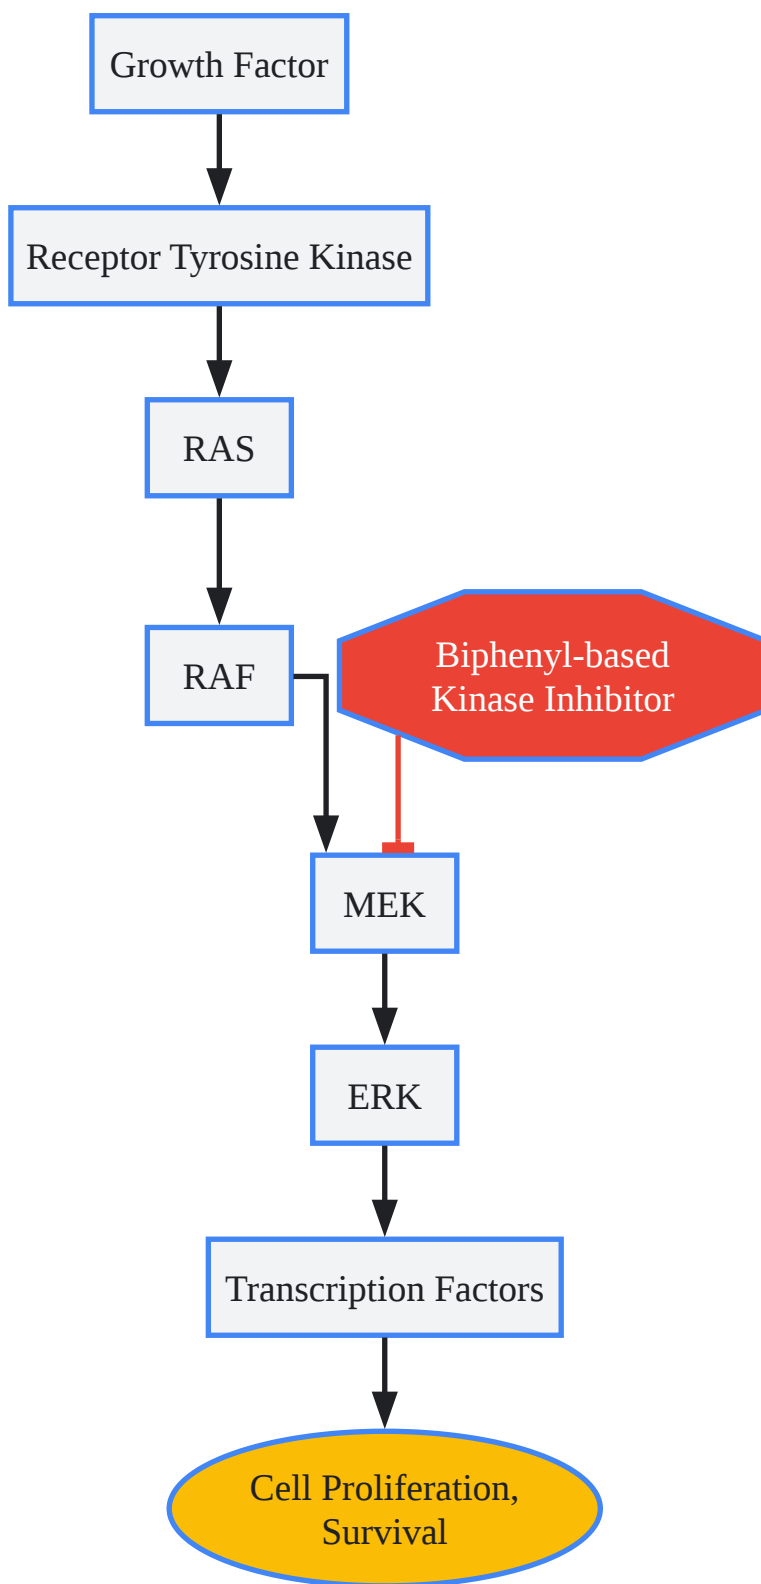 Growth Factor
Receptor Tyrosine Kinase
RAS
RAF
Biphenyl-based
Kinase Inhibitor
MEK
ERK
Transcription Factors
Cell Proliferation,
Survival